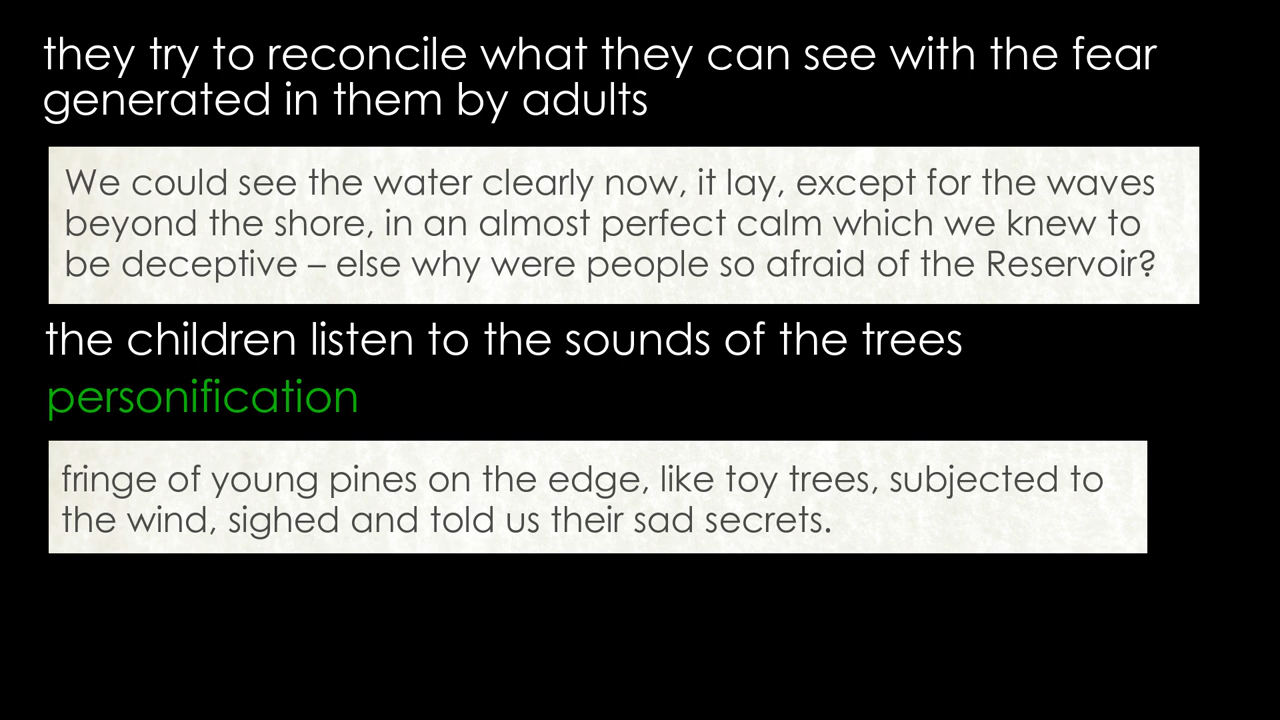 they try to reconcile what they can see with the fear
generated in them by adults
We could see the water clearly now, it lay, except for the waves
beyond the shore, in an almost perfect calm which we knew to
be deceptive – else why were people so afraid of the Reservoir?
the children listen to the sounds of the trees
personification
fringe of young pines on the edge, like toy trees, subjected to
the wind, sighed and told us their sad secrets.